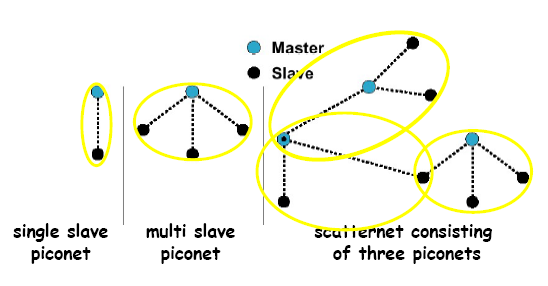 Master
Slave
single slave
piconet
multi slave
piconet
scatternet consisting
of three piconets